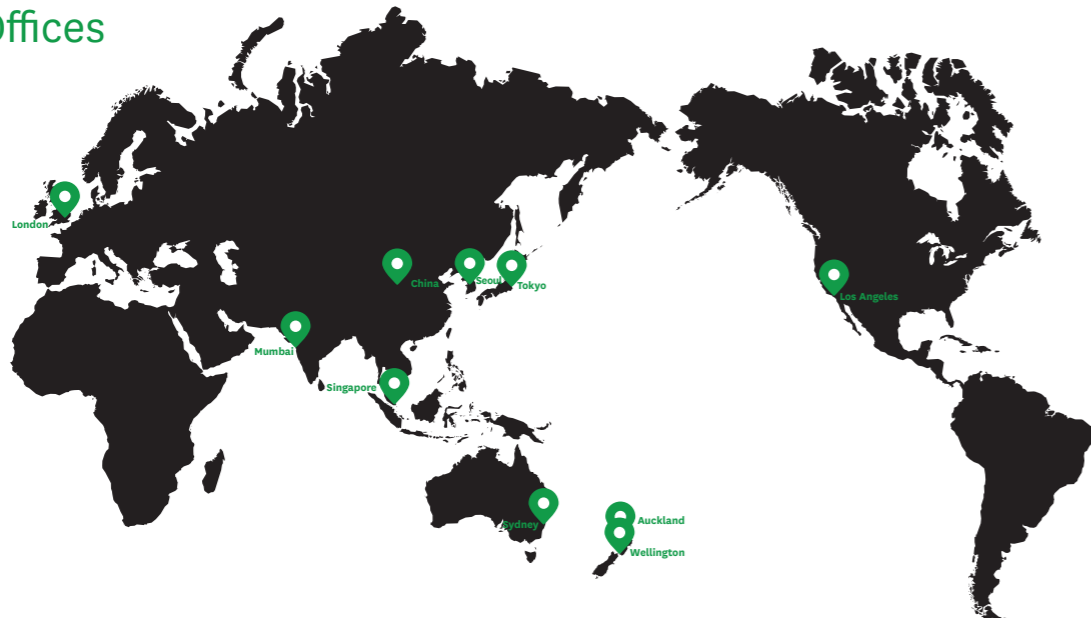 Offices
London
China
Seoul
Tokyo
Los Angeles
Mumbai
Singapore
Sydney
Auckland
Wellington